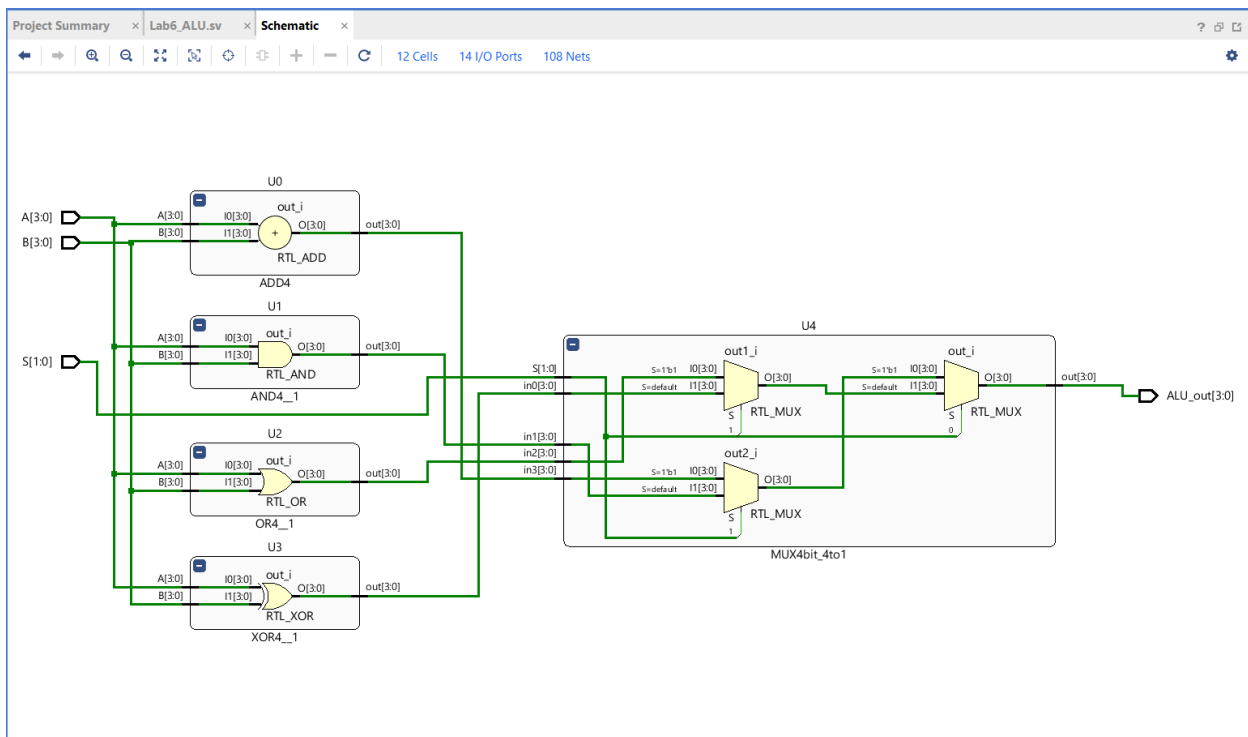 Project Summary × Lab6_ALU.sv × Schematic × ?
12 Cells 14 I/O Ports 108 Nets
A[3:0]
B[3:0]
S[1:0]
U0
A[3:0] I0[3:0] out_i O[3:0] out[3:0]
B[3:0] I1[3:0] +
RTL_ADD
ADD4
U1
A[3:0] I0[3:0] out_i O[3:0] out[3:0]
B[3:0] I1[3:0]
RTL_AND
AND4__1
U2
A[3:0] I0[3:0] out_i O[3:0] out[3:0]
B[3:0] I1[3:0]
RTL_OR
OR4__1
U3
A[3:0] I0[3:0] out_i O[3:0] out[3:0]
B[3:0] I1[3:0]
RTL_XOR
XOR4__1
U4
S[1:0]
in0[3:0]
in1[3:0]
in2[3:0]
in3[3:0]
out1_i
S=1'b1 I0[3:0] O[3:0]
S=default I1[3:0]
S RTL_MUX
1
out2_i
S=1'b1 I0[3:0] O[3:0]
S=default I1[3:0]
S RTL_MUX
1
out_i
S=1'b1 I0[3:0] O[3:0] out[3:0]
S=default I1[3:0]
S RTL_MUX
0
MUX4bit_4to1
ALU_out[3:0]